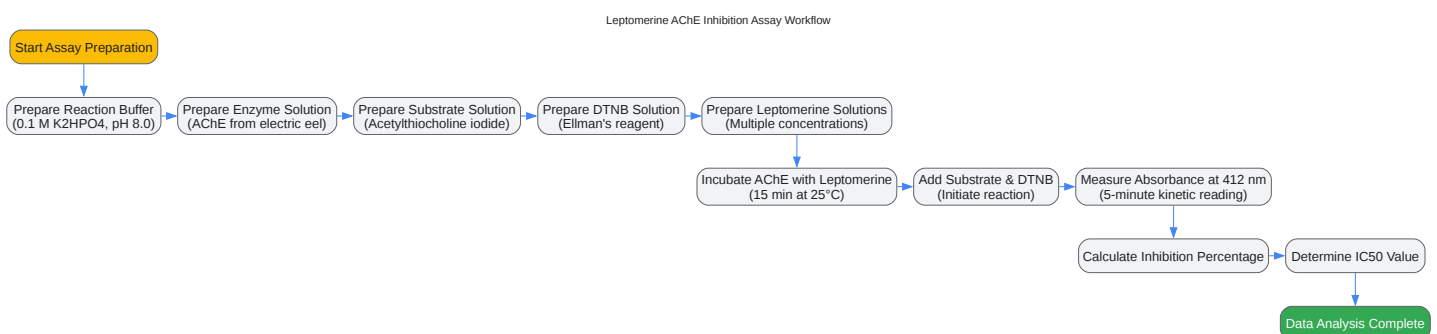 Leptomerine AChE Inhibition Assay Workflow
Start Assay Preparation
Prepare Reaction Buffer
(0.1 M K2HPO4, pH 8.0)
Prepare Enzyme Solution
(AChE from electric eel)
Prepare Substrate Solution
(Acetylthiocholine iodide)
Prepare DTNB Solution
(Ellman's reagent)
Prepare Leptomerine Solutions
(Multiple concentrations)
Incubate AChE with Leptomerine
(15 min at 25°C)
Add Substrate & DTNB
(Initiate reaction)
Measure Absorbance at 412 nm
(5-minute kinetic reading)
Calculate Inhibition Percentage
Determine IC50 Value
Data Analysis Complete